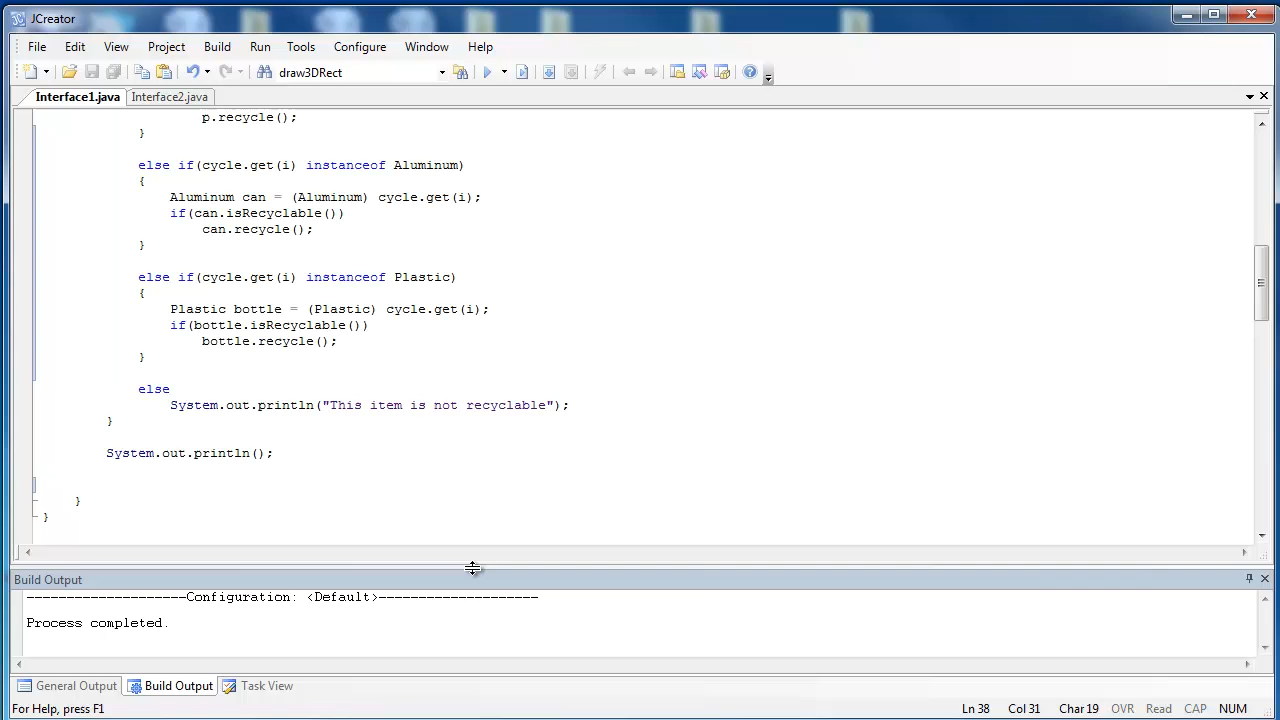 JCreator
File Edit View Project Build Run Tools Configure Window Help
draw3DRect
Interface1.java Interface2.java
p.recycle();
}
else if(cycle.get(i) instanceof Aluminum)
{
Aluminum can = (Aluminum) cycle.get(i);
if(can.isRecyclable())
can.recycle();
}
else if(cycle.get(i) instanceof Plastic)
{
Plastic bottle = (Plastic) cycle.get(i);
if(bottle.isRecyclable())
bottle.recycle();
}
else
System.out.println("This item is not recyclable");
}
System.out.println();
}
}
Build Output
--------------------Configuration: <Default>--------------------
Process completed.
General Output Build Output Task View
For Help, press F1 Ln 38 Col 31 Char 19 OVR Read CAP NUM